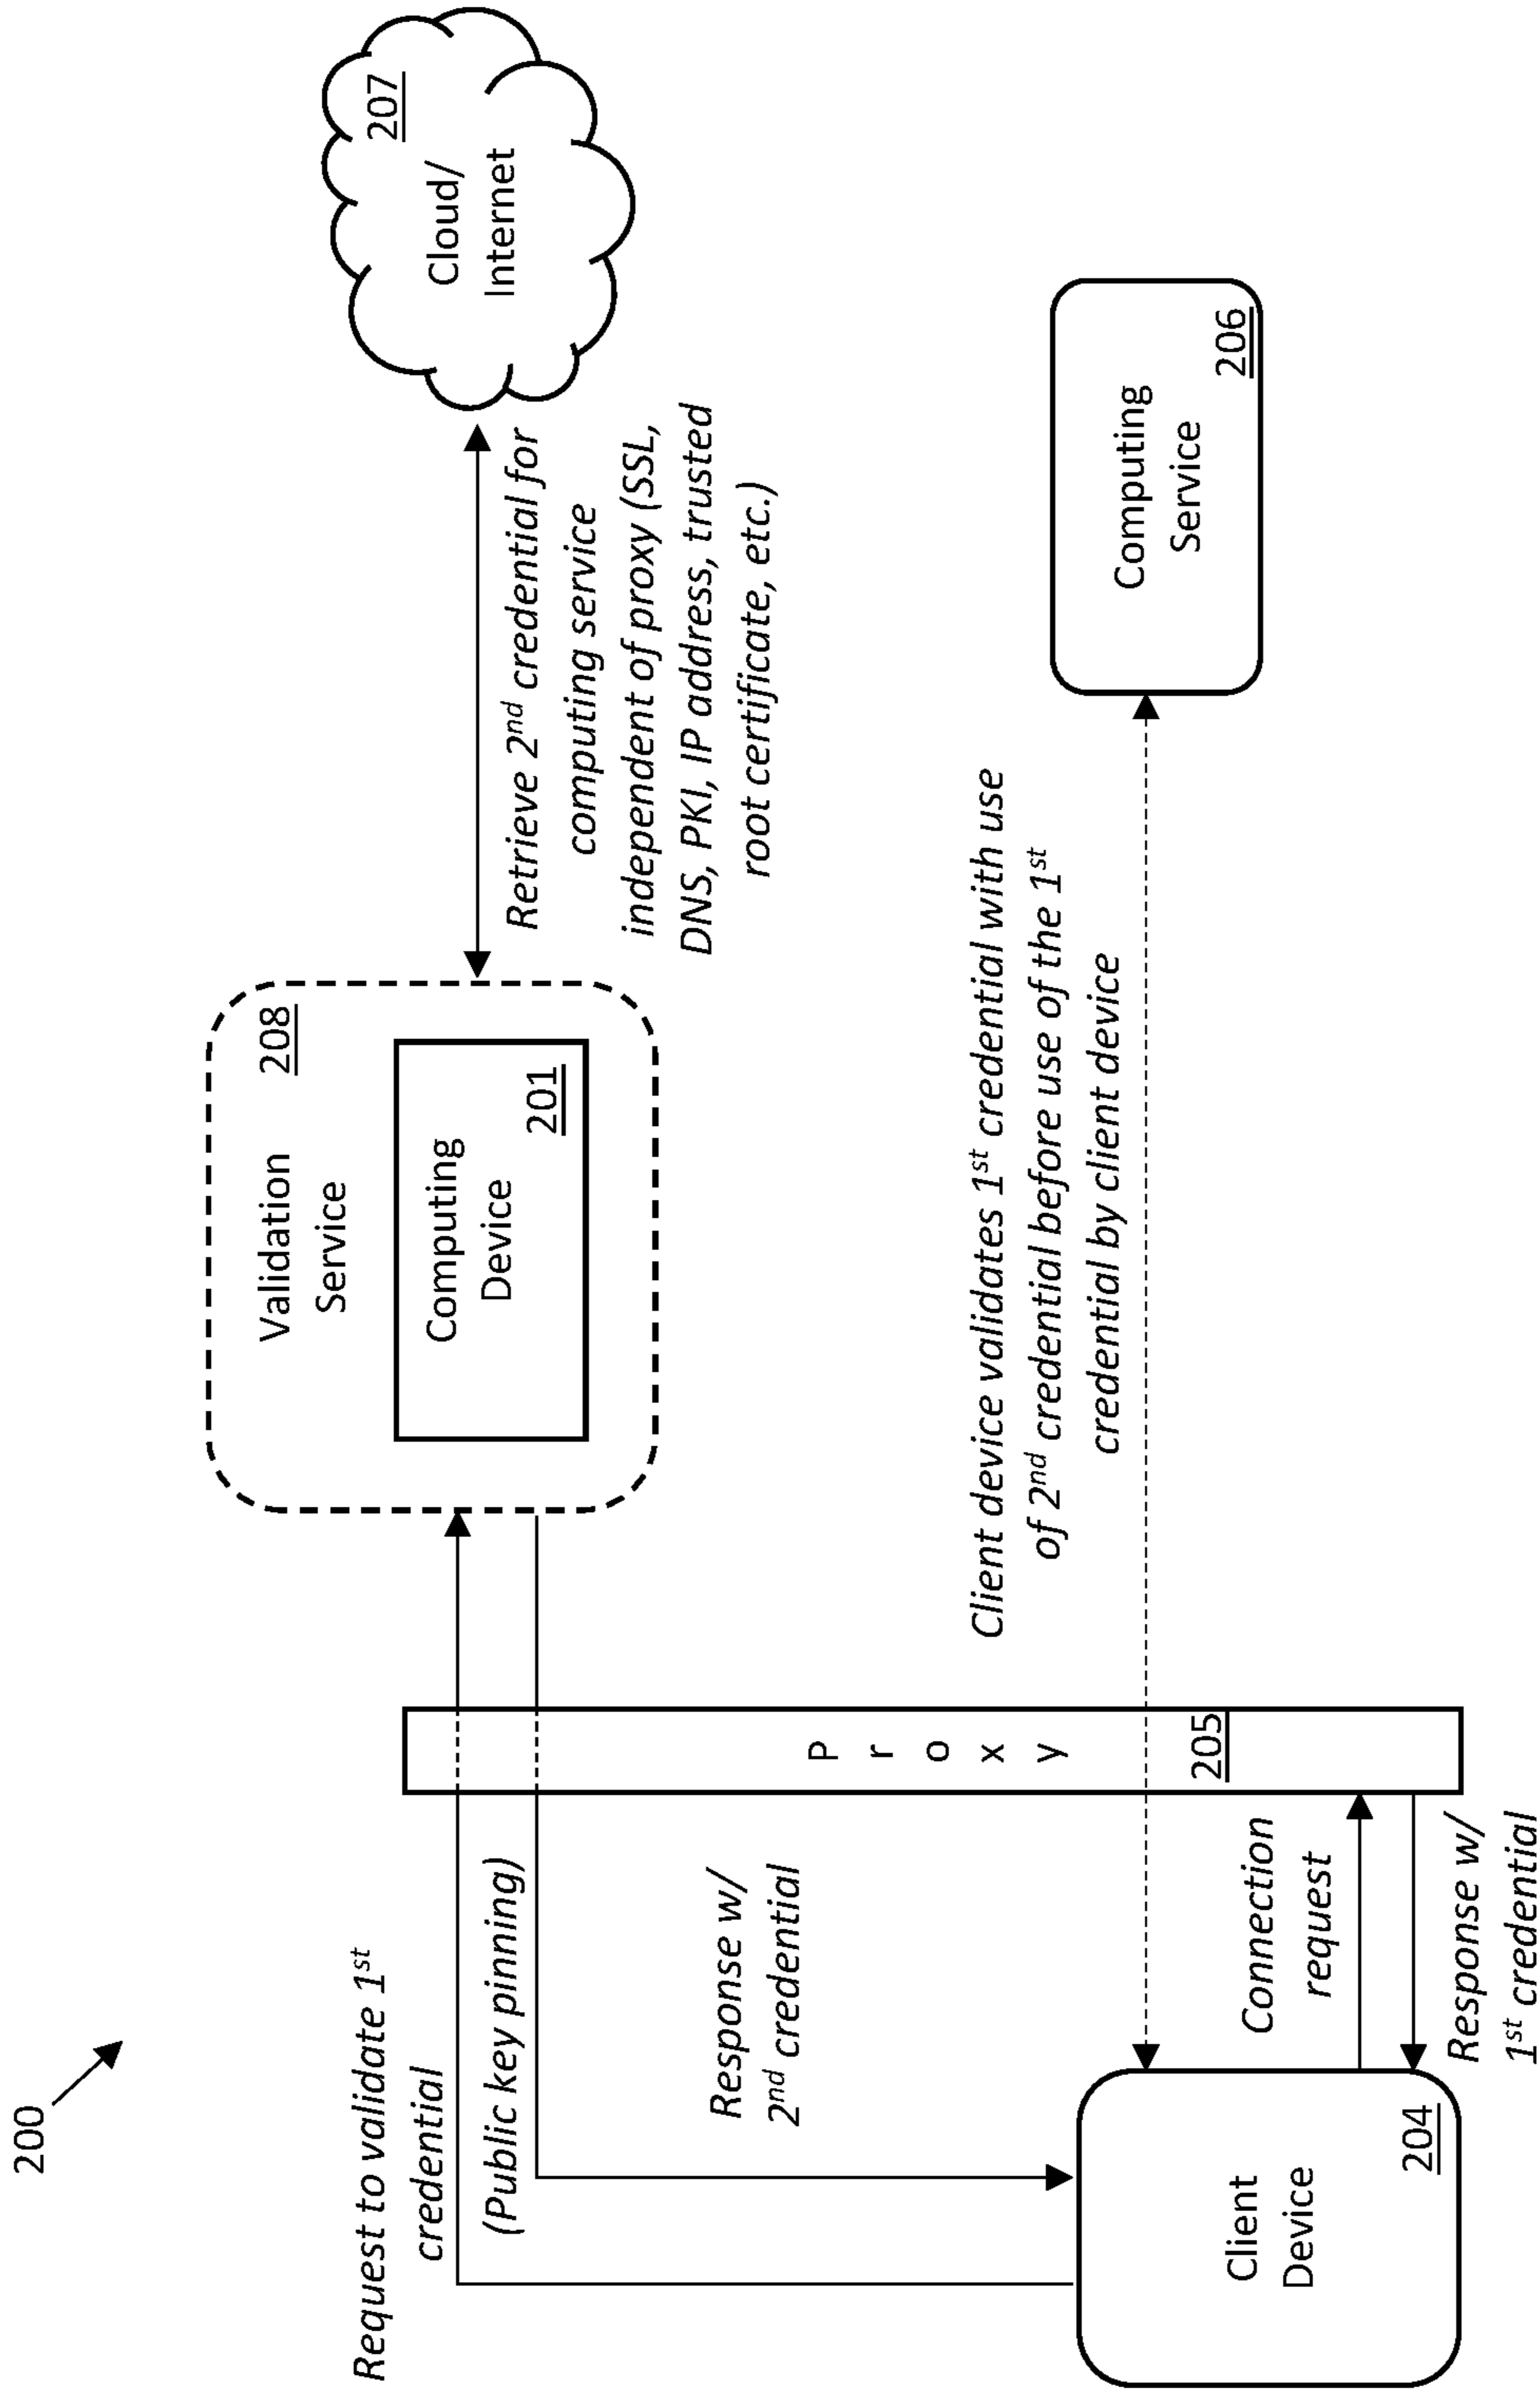 200
Request to validate 1st
credential
(Public key pinning)
Response w/
2nd credential
Validation
Service
208
Computing
Device
201
207
Cloud/
Internet
Retrieve 2nd credential for
computing service
independent of proxy (SSL,
DNS, PKI, IP address, trusted
root certificate, etc.)
Proxy
205
Client device validates 1st credential with use
of 2nd credential before use of the 1st
credential by client device
Computing
Service
206
Connection
request
Response w/
1st credential
Client
Device
204